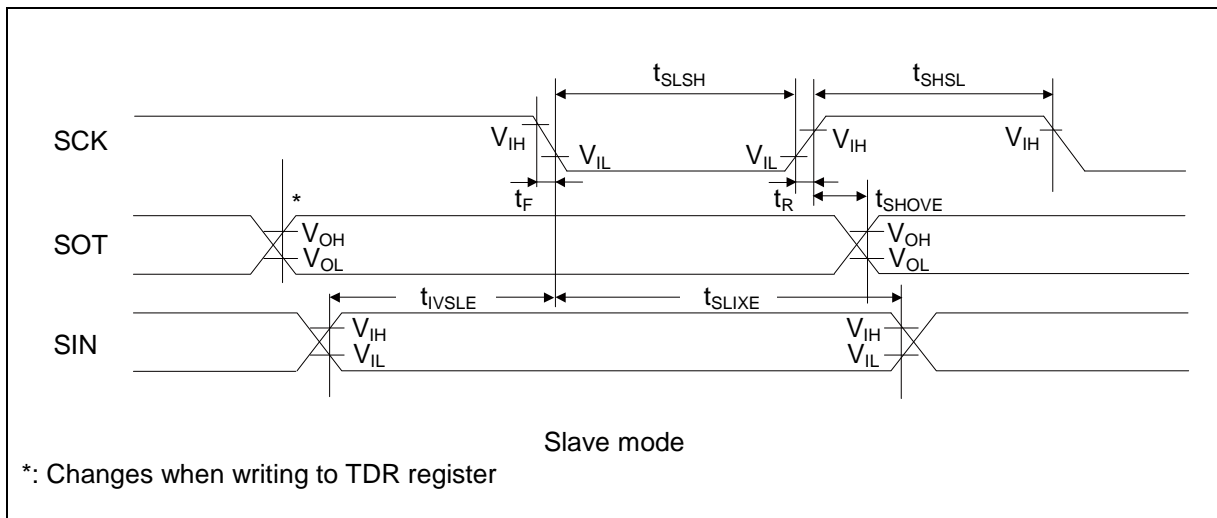 tSLSH tSHSL
SCK VIH VIL VIL VIH VIH
tF tR tSHOVE
*
SOT VOH VOH
VOL VOL
tIVSLE tSLIXE
SIN VIH VIH
VIL VIL
Slave mode
*: Changes when writing to TDR register